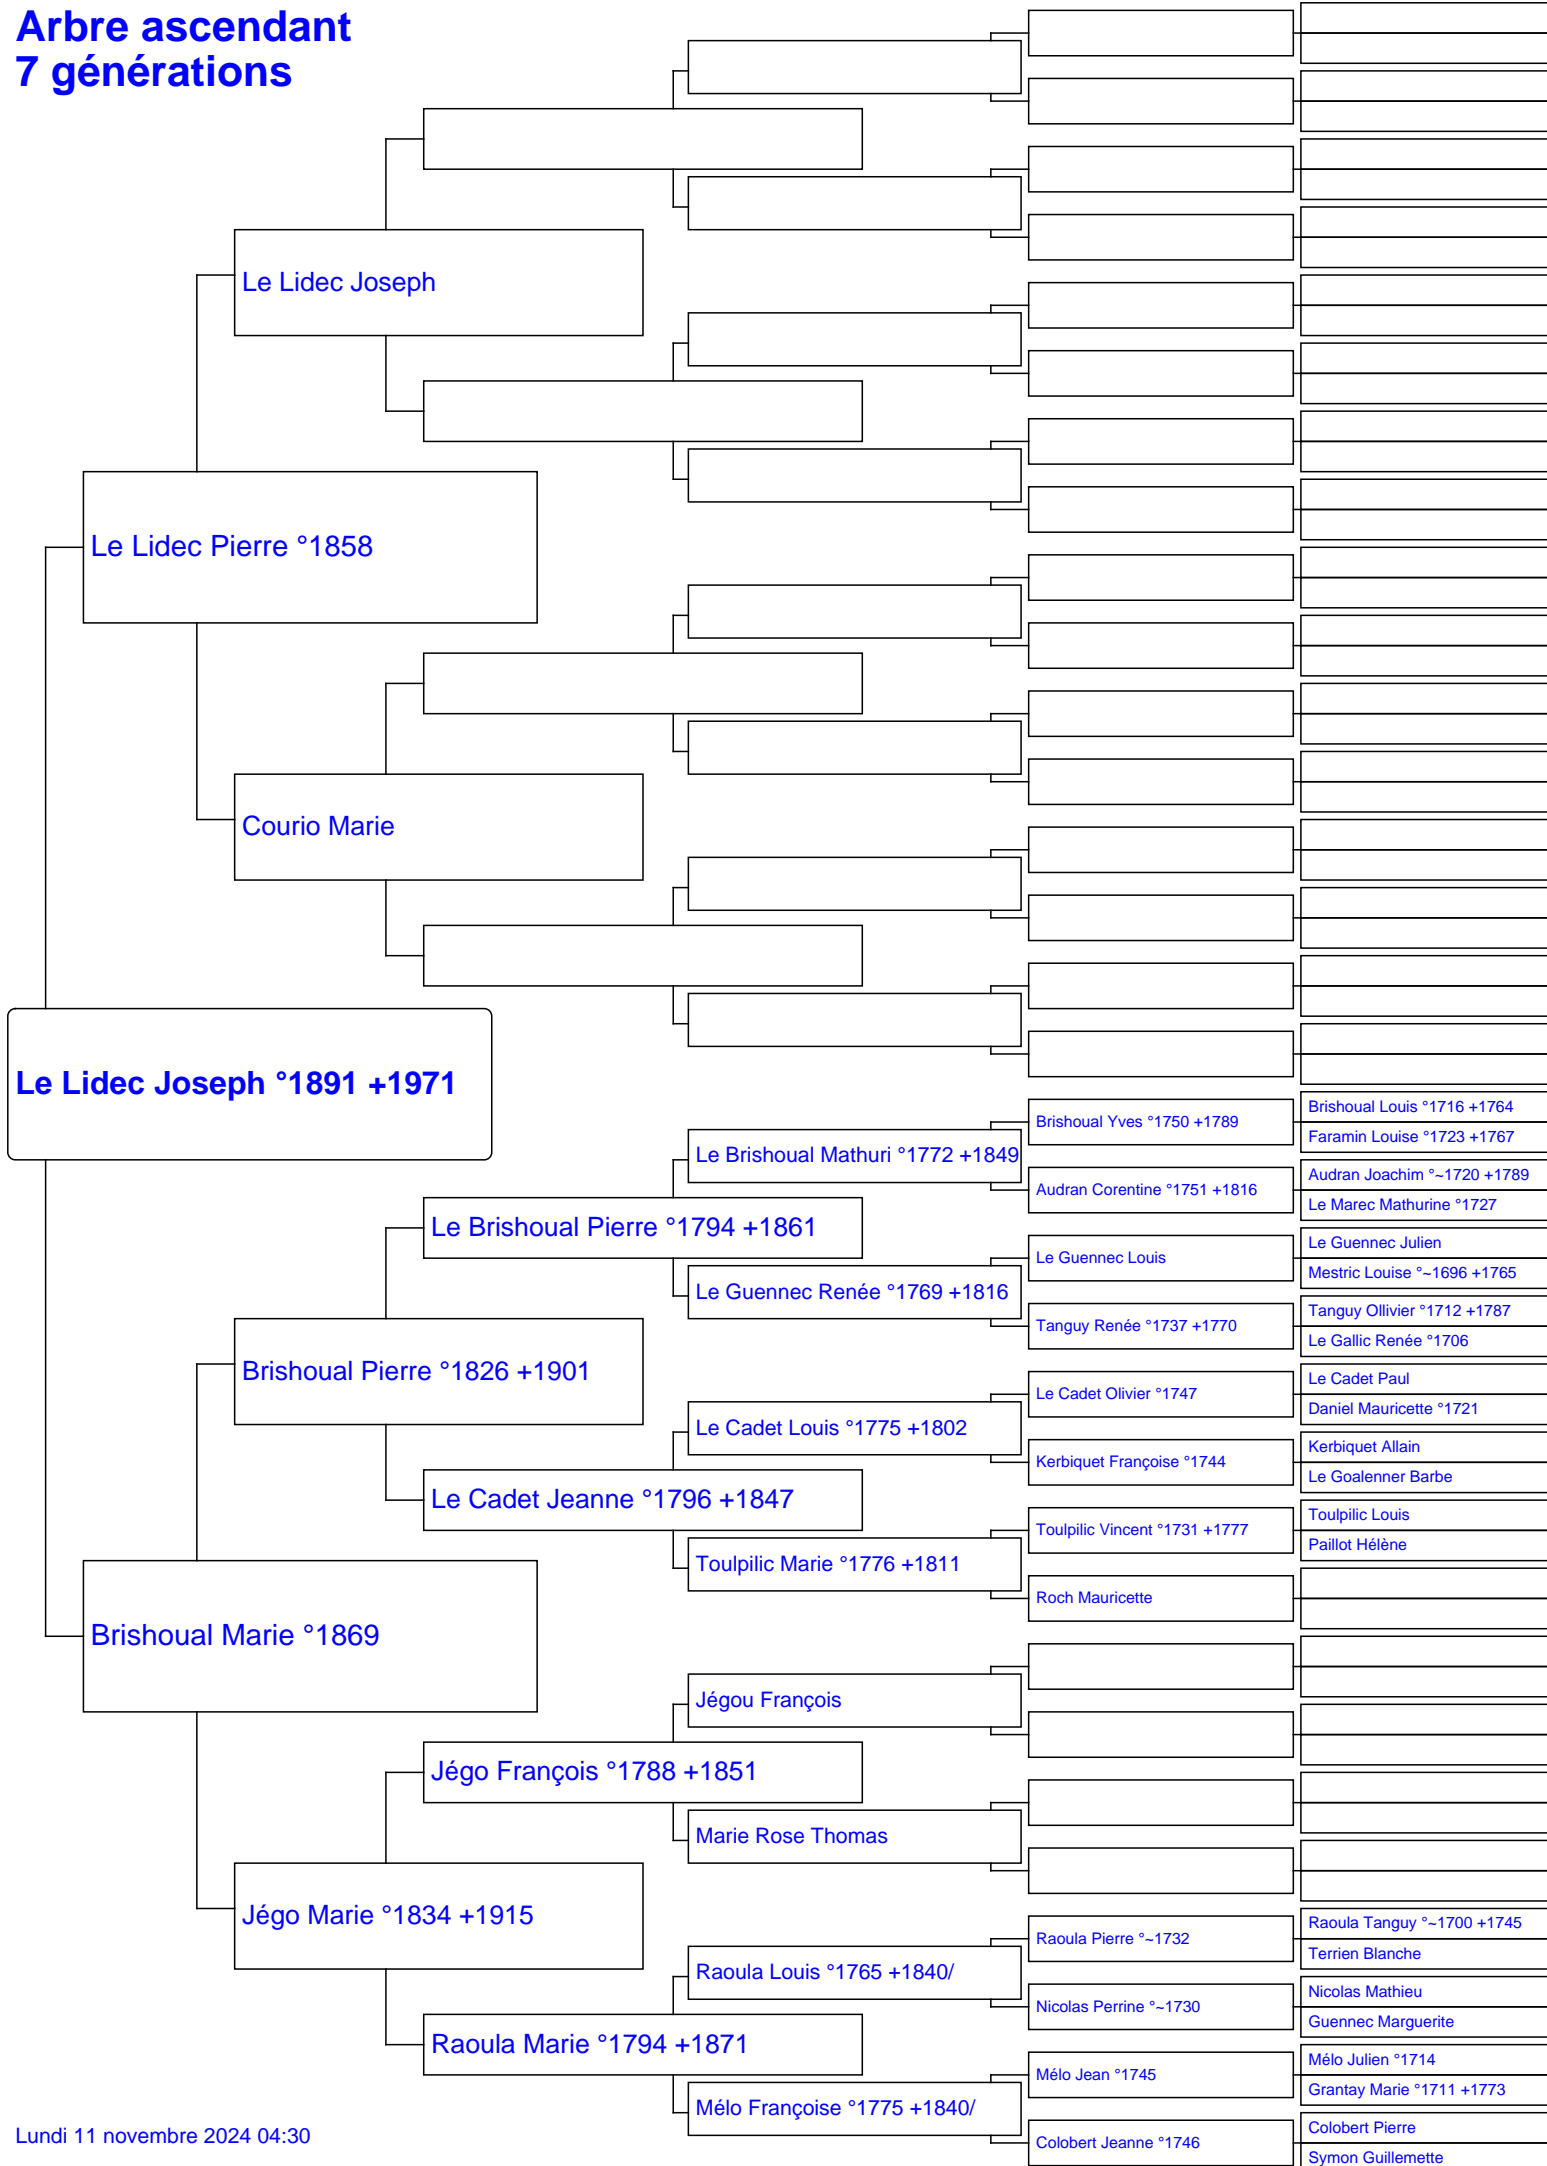 Arbre ascendant
7 générations
Le Lidec Joseph
Le Lidec Pierre °1858
Courio Marie
Le Lidec Joseph °1891 +1971
Brishoual Louis °1716 +1764
Brishoual Yves °1750 +1789
Faramin Louise °1723 +1767
Le Brishoual Mathuri °1772 +1849
Audran Joachim °~1720 +1789
Audran Corentine °1751 +1816
Le Marec Mathurine °1727
Le Brishoual Pierre °1794 +1861
Le Guennec Julien
Le Guennec Louis
Mestric Louise °~1696 +1765
Le Guennec Renée °1769 +1816
Tanguy Ollivier °1712 +1787
Tanguy Renée °1737 +1770
Le Gallic Renée °1706
Brishoual Pierre °1826 +1901
Le Cadet Paul
Le Cadet Olivier °1747
Daniel Mauricette °1721
Le Cadet Louis °1775 +1802
Kerbiquet Allain
Kerbiquet Françoise °1744
Le Goalenner Barbe
Le Cadet Jeanne °1796 +1847
Toulpilic Louis
Toulpilic Vincent °1731 +1777
Paillot Hélène
Toulpilic Marie °1776 +1811
Roch Mauricette
Brishoual Marie °1869
Jégou François
Jégo François °1788 +1851
Marie Rose Thomas
Jégo Marie °1834 +1915
Raoula Tanguy °~1700 +1745
Raoula Pierre °~1732
Terrien Blanche
Raoula Louis °1765 +1840/
Nicolas Mathieu
Nicolas Perrine °~1730
Guennec Marguerite
Raoula Marie °1794 +1871
Mélo Julien °1714
Mélo Jean °1745
Grantay Marie °1711 +1773
Mélo Françoise °1775 +1840/
Colobert Pierre
Colobert Jeanne °1746
Symon Guillemette
Lundi 11 novembre 2024 04:30